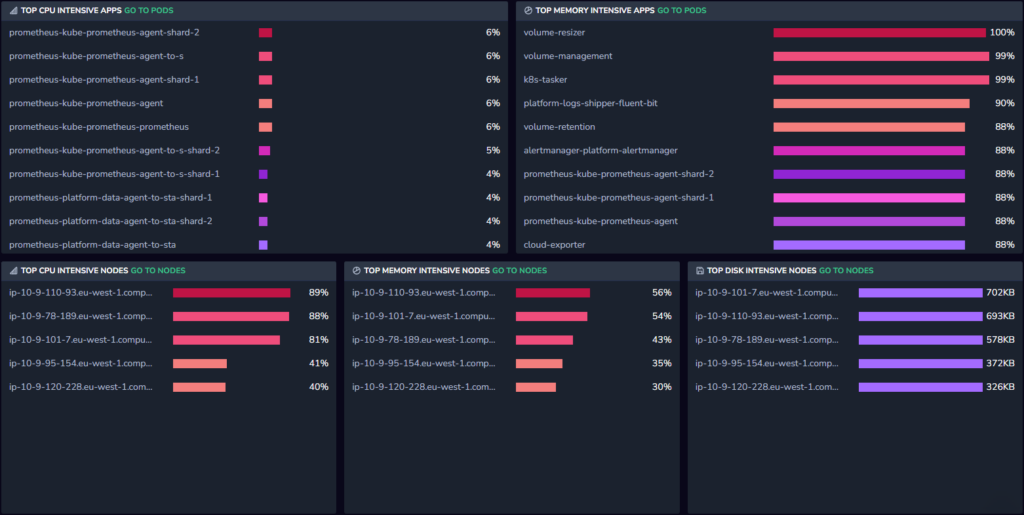 TOP CPU INTENSIVE APPS GO TO PODS
prometheus-kube-prometheus-agent-shard-2 6%
prometheus-kube-prometheus-agent-to-s 6%
prometheus-kube-prometheus-agent-shard-1 6%
prometheus-kube-prometheus-agent 6%
prometheus-kube-prometheus-prometheus 6%
prometheus-kube-prometheus-agent-to-s-shard-2 5%
prometheus-kube-prometheus-agent-to-s-shard-1 4%
prometheus-platform-data-agent-to-sta-shard-1 4%
prometheus-platform-data-agent-to-sta-shard-2 4%
prometheus-platform-data-agent-to-sta 4%
TOP MEMORY INTENSIVE APPS GO TO PODS
volume-resizer 100%
volume-management 99%
k8s-tasker 99%
platform-logs-shipper-fluent-bit 90%
volume-retention 88%
alertmanager-platform-alertmanager 88%
prometheus-kube-prometheus-agent-shard-2 88%
prometheus-kube-prometheus-agent-shard-1 88%
prometheus-kube-prometheus-agent 88%
cloud-exporter 88%
TOP CPU INTENSIVE NODES GO TO NODES
ip-10-9-110-93.eu-west-1.comp... 89%
ip-10-9-78-189.eu-west-1.comp... 88%
ip-10-9-101-7.eu-west-1.compu... 81%
ip-10-9-95-154.eu-west-1.comp... 41%
ip-10-9-120-228.eu-west-1.com... 40%
TOP MEMORY INTENSIVE NODES GO TO NODES
ip-10-9-110-93.eu-west-1.comp... 56%
ip-10-9-101-7.eu-west-1.compu... 54%
ip-10-9-78-189.eu-west-1.comp... 43%
ip-10-9-95-154.eu-west-1.comp... 35%
ip-10-9-120-228.eu-west-1.com... 30%
TOP DISK INTENSIVE NODES GO TO NODES
ip-10-9-101-7.eu-west-1.compu... 702KB
ip-10-9-110-93.eu-west-1.comp... 693KB
ip-10-9-78-189.eu-west-1.comp... 578KB
ip-10-9-95-154.eu-west-1.comp... 372KB
ip-10-9-120-228.eu-west-1.com... 326KB